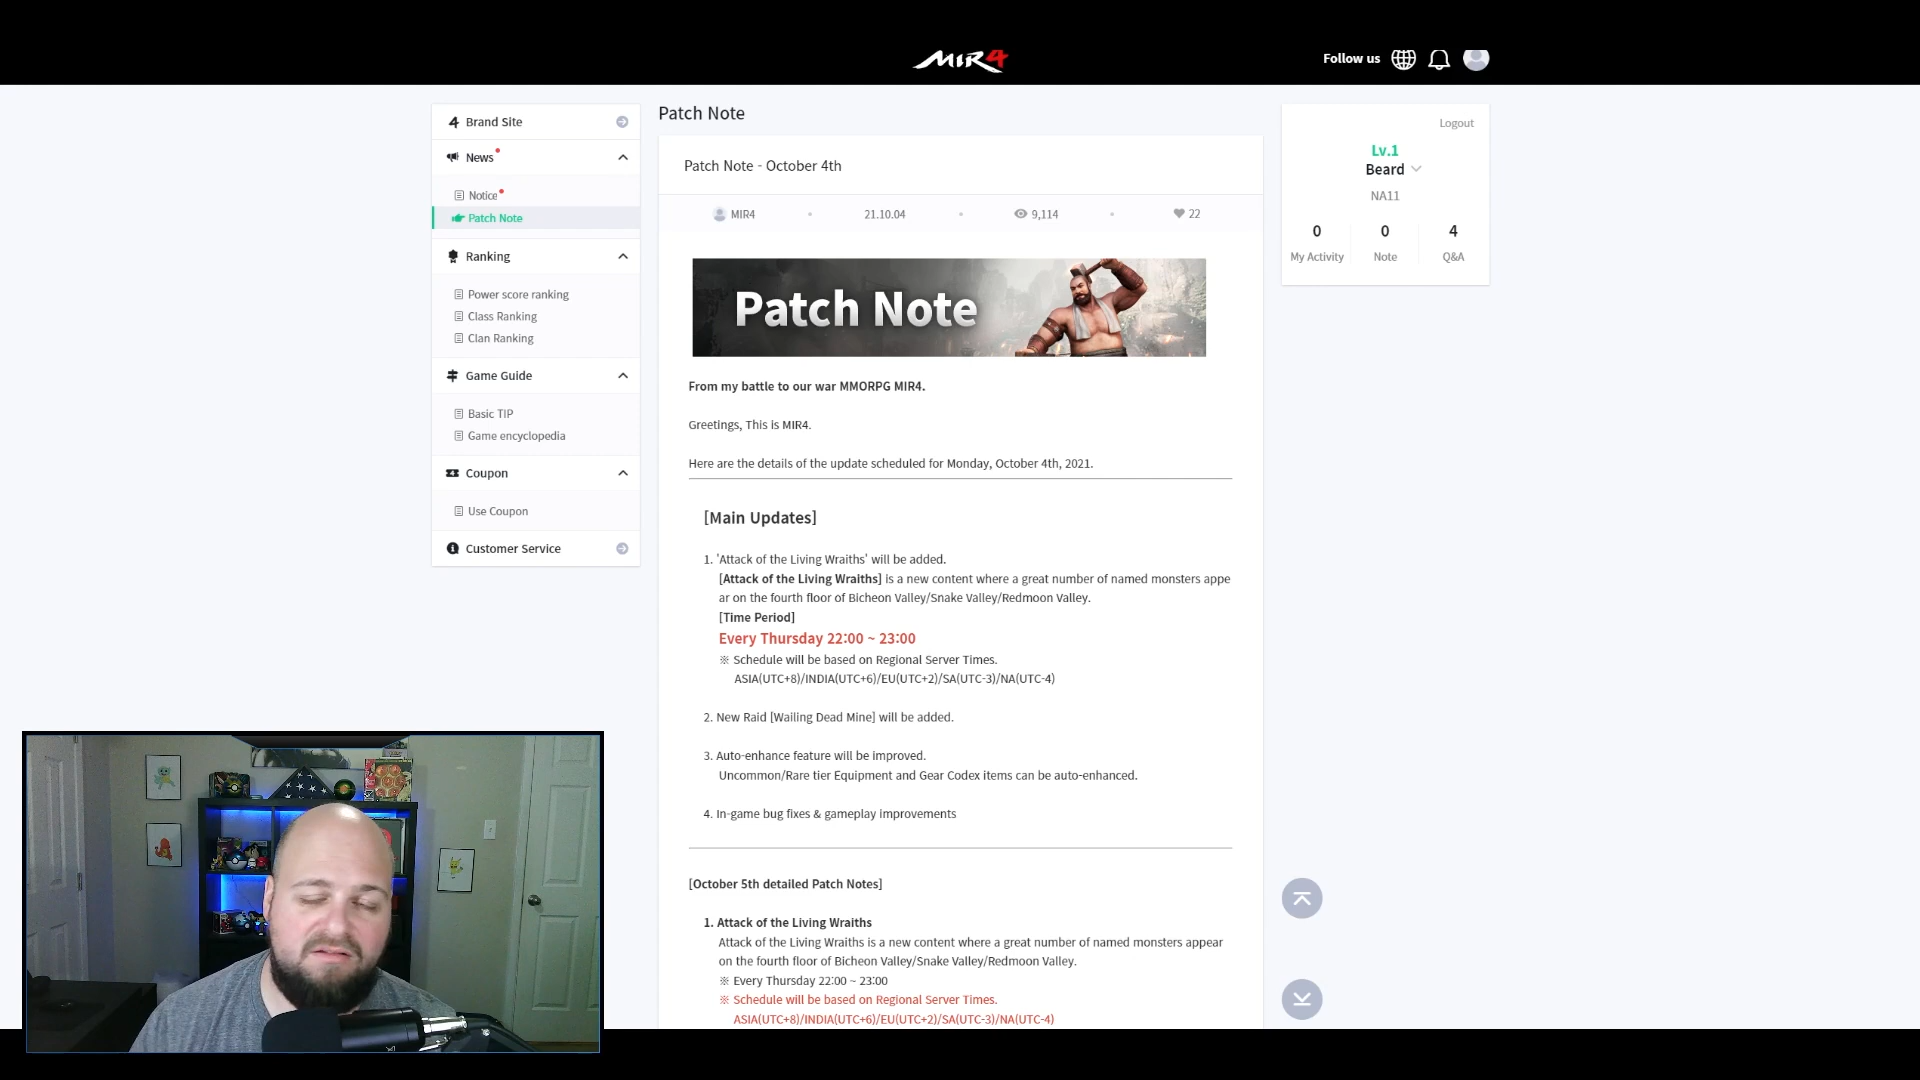 MIR4
Follow us
Brand Site
News
Notice
Patch Note
Ranking
Power score ranking
Class Ranking
Clan Ranking
Game Guide
Basic TIP
Game encyclopedia
Coupon
Use Coupon
Customer Service
Patch Note
Patch Note - October 4th
MIR4
21.10.04
9,114
22
Patch Note
From my battle to our war MMORPG MIR4.
Greetings, This is MIR4.
Here are the details of the update scheduled for Monday, October 4th, 2021.
[Main Updates]
1. 'Attack of the Living Wraiths' will be added.
[Attack of the Living Wraiths] is a new content where a great number of named monsters appe
ar on the fourth floor of Bicheon Valley/Snake Valley/Redmoon Valley.
[Time Period]
Every Thursday 22:00 ~ 23:00
※ Schedule will be based on Regional Server Times.
ASIA(UTC+8)/INDIA(UTC+6)/EU(UTC+2)/SA(UTC-3)/NA(UTC-4)
2. New Raid [Wailing Dead Mine] will be added.
3. Auto-enhance feature will be improved.
Uncommon/Rare tier Equipment and Gear Codex items can be auto-enhanced.
4. In-game bug fixes & gameplay improvements
[October 5th detailed Patch Notes]
1. Attack of the Living Wraiths
Attack of the Living Wraiths is a new content where a great number of named monsters appear
on the fourth floor of Bicheon Valley/Snake Valley/Redmoon Valley.
※ Every Thursday 22:00 ~ 23:00
※ Schedule will be based on Regional Server Times.
ASIA(UTC+8)/INDIA(UTC+6)/EU(UTC+2)/SA(UTC-3)/NA(UTC-4)
Logout
Lv.1
Beard
NA11
0
0
4
My Activity
Note
Q&A